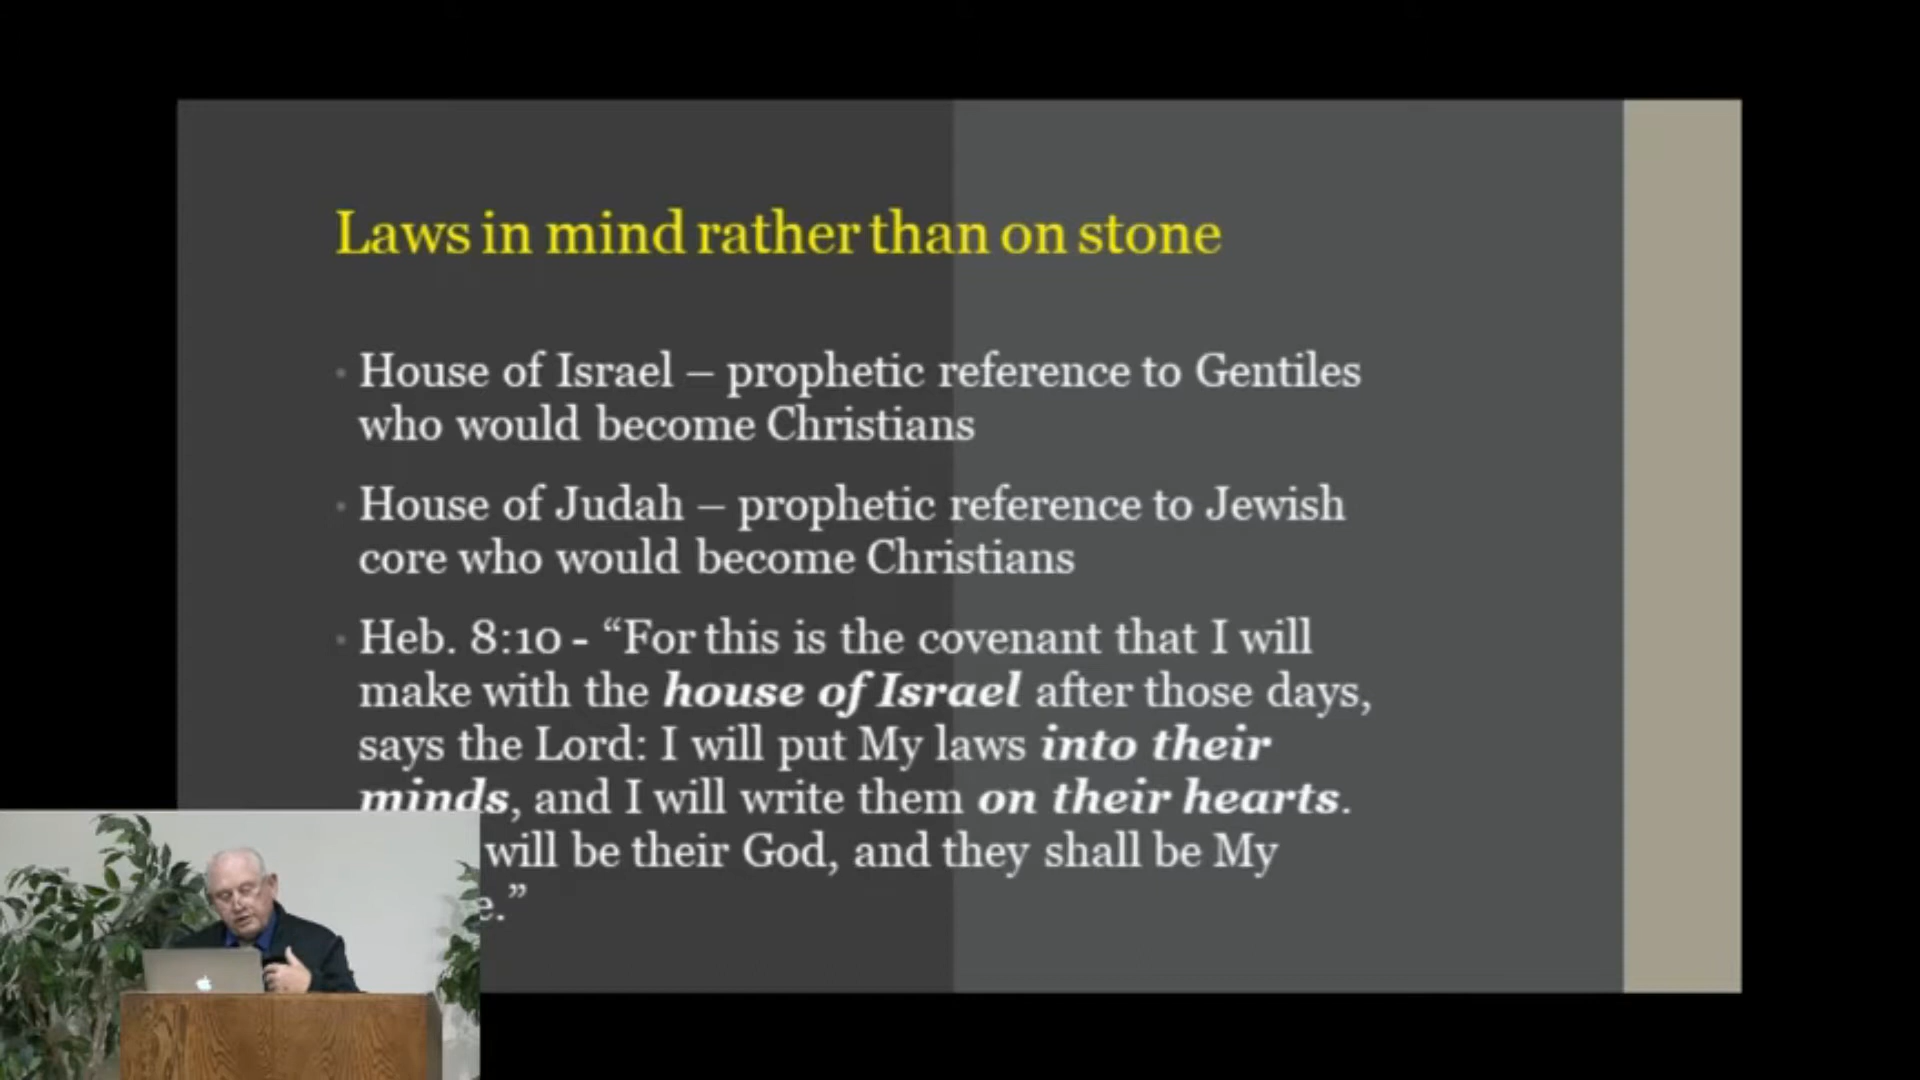 Laws in mind rather than on stone
• House of Israel – prophetic reference to Gentiles
who would become Christians
• House of Judah – prophetic reference to Jewish
core who would become Christians
• Heb. 8:10 - “For this is the covenant that I will
make with the house of Israel after those days,
says the Lord: I will put My laws into their
minds, and I will write them on their hearts.
will be their God, and they shall be My
e.”